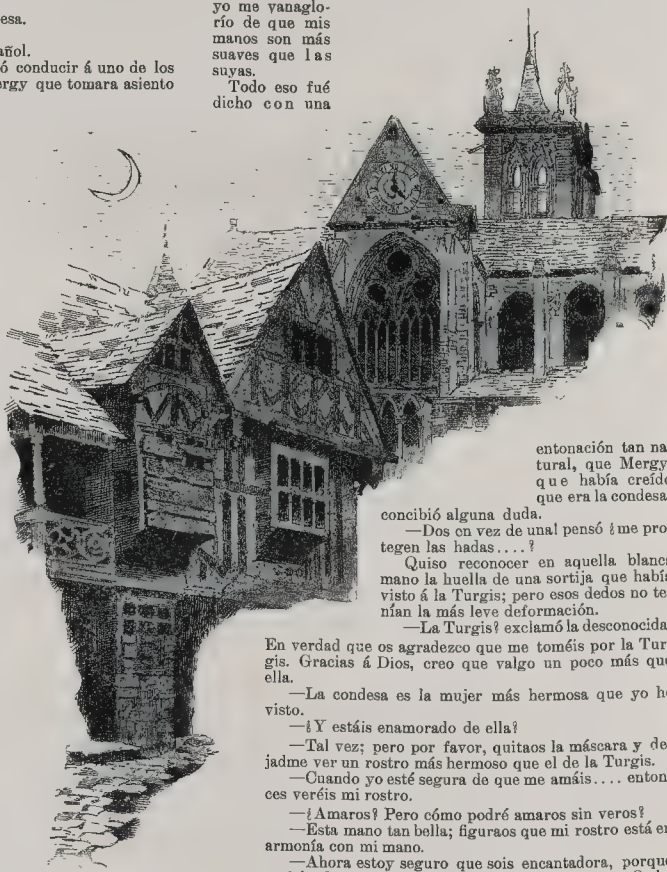 esa.
añol.
ó conducir á uno de los
ergy que tomara asiento
yo me vanaglo-
río de que mis
manos son más
suaves que las
suyas.
Todo eso fué
dicho con una
entonación tan na
tural, que Mergy
que había creído
que era la condesa
concibió alguna duda.
—Dos en vez de una! pensó ¿me pro
tegen las hadas....?
Quiso reconocer en aquella blanca
mano la huella de una sortija que había
visto á la Turgis; pero esos dedos no te
nían la más leve deformación.
—La Turgis? exclamó la desconocida
En verdad que os agradezco que me toméis por la Tur
gis. Gracias á Dios, creo que valgo un poco más que
ella.
—La condesa es la mujer más hermosa que yo he
visto.
—¿Y estáis enamorado de ella?
—Tal vez; pero por favor, quitaos la máscara y de
jadme ver un rostro más hermoso que el de la Turgis.
—Cuando yo esté segura de que me amáis.... enton
ces veréis mi rostro.
—¿Amaros? Pero cómo podré amaros sin veros?
—Esta mano tan bella; figuraos que mi rostro está en
armonía con mi mano.
—Ahora estoy seguro que sois encantadora, porque